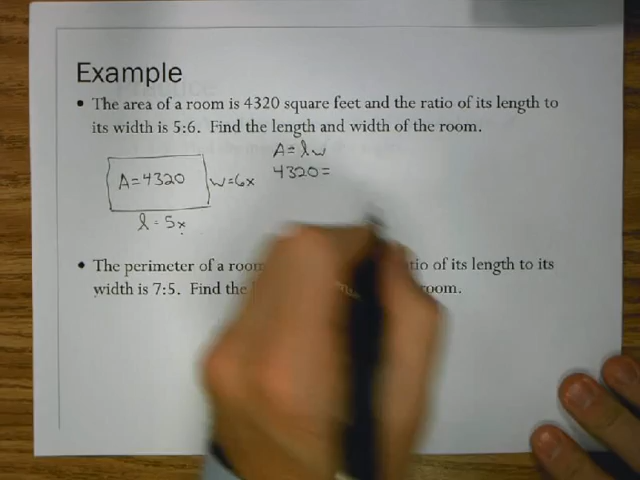 Example
• The area of a room is 4320 square feet and the ratio of its length to
its width is 5:6. Find the length and width of the room.
A = l w
4320 =
A = 4320
w = 6x
l = 5x
• The perimeter of a room of its length to its
width is 7:5. Find the room.